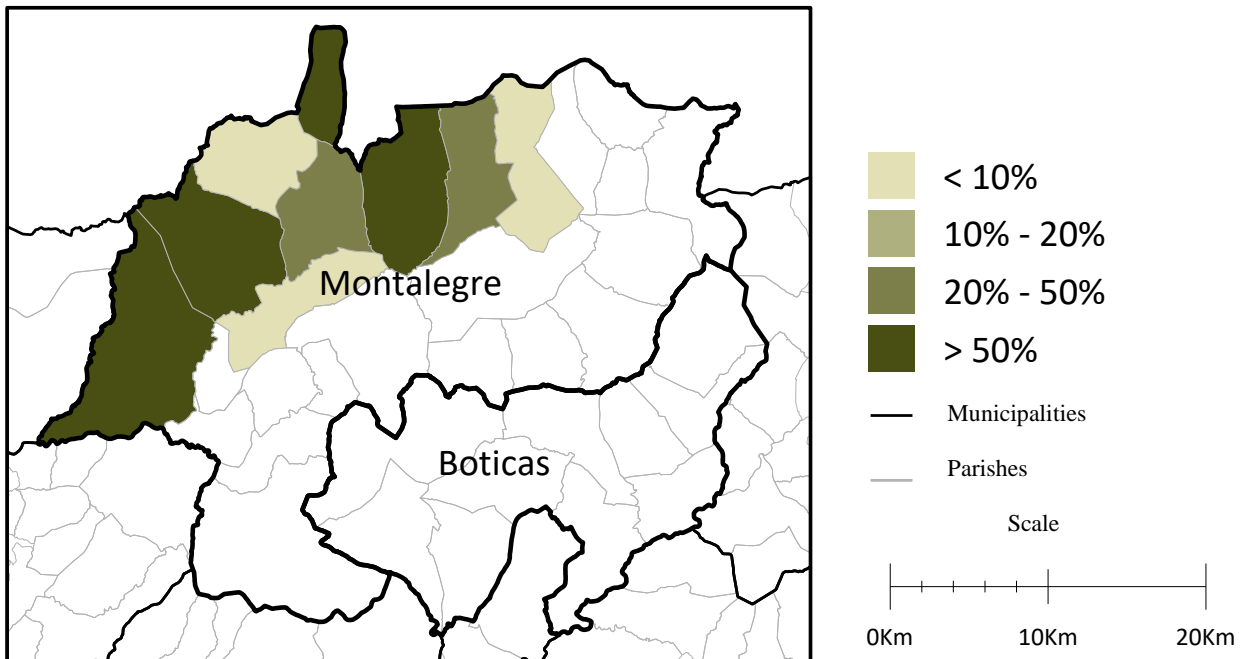 Montalegre
Boticas
< 10%
10% - 20%
20% - 50%
> 50%
Municipalities
Parishes
Scale
0Km 10Km 20Km